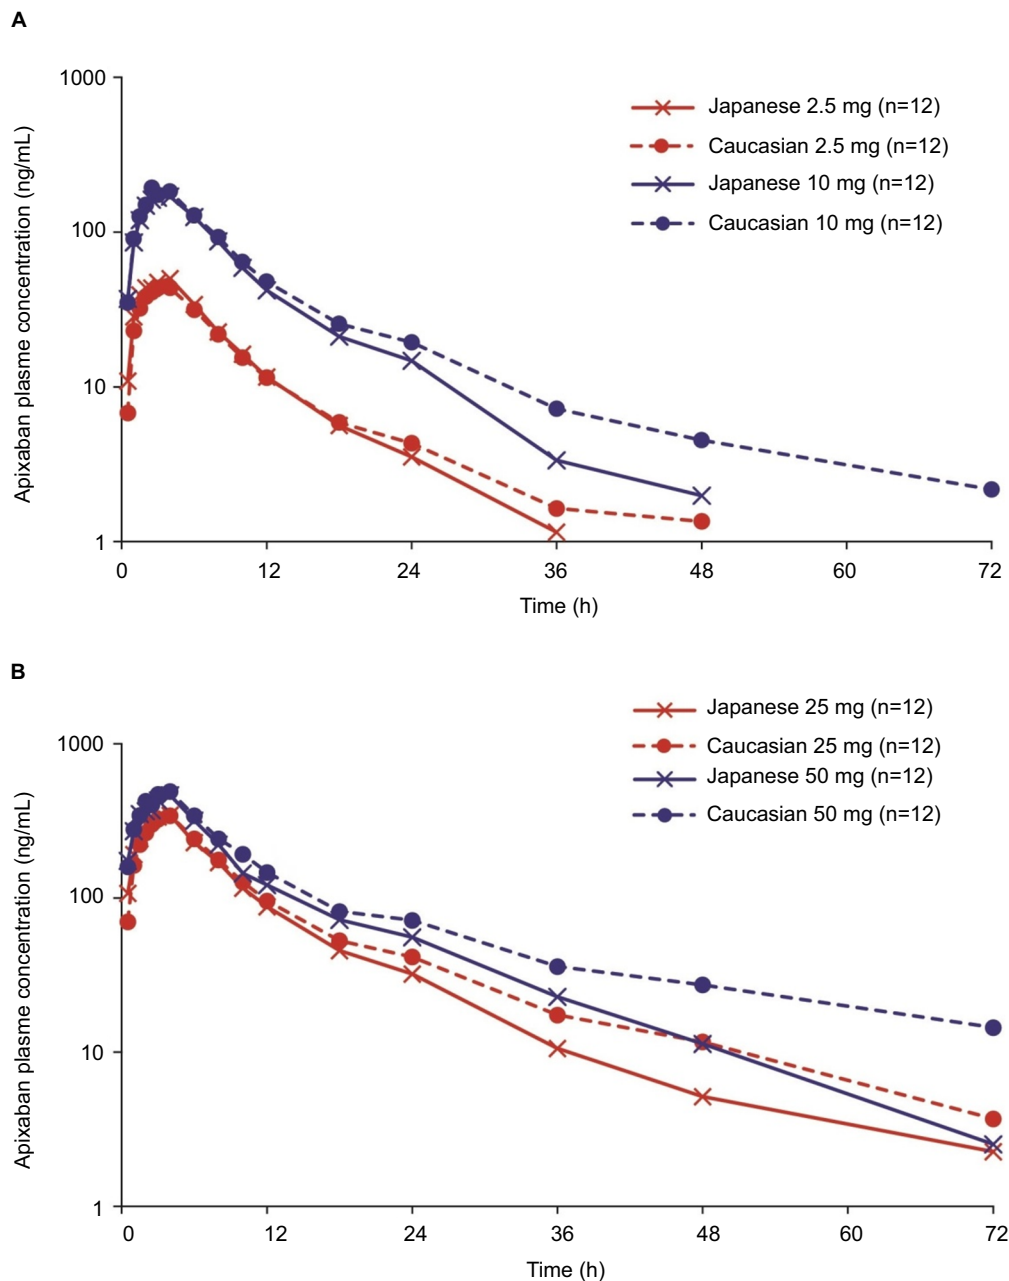 A
1000
100
10
1
Apixaban plasme concentration (ng/mL)
Japanese 2.5 mg (n=12)
Caucasian 2.5 mg (n=12)
Japanese 10 mg (n=12)
Caucasian 10 mg (n=12)
0 12 24 36 48 60 72
Time (h)
B
1000
100
10
1
Apixaban plasme concentration (ng/mL)
Japanese 25 mg (n=12)
Caucasian 25 mg (n=12)
Japanese 50 mg (n=12)
Caucasian 50 mg (n=12)
0 12 24 36 48 60 72
Time (h)